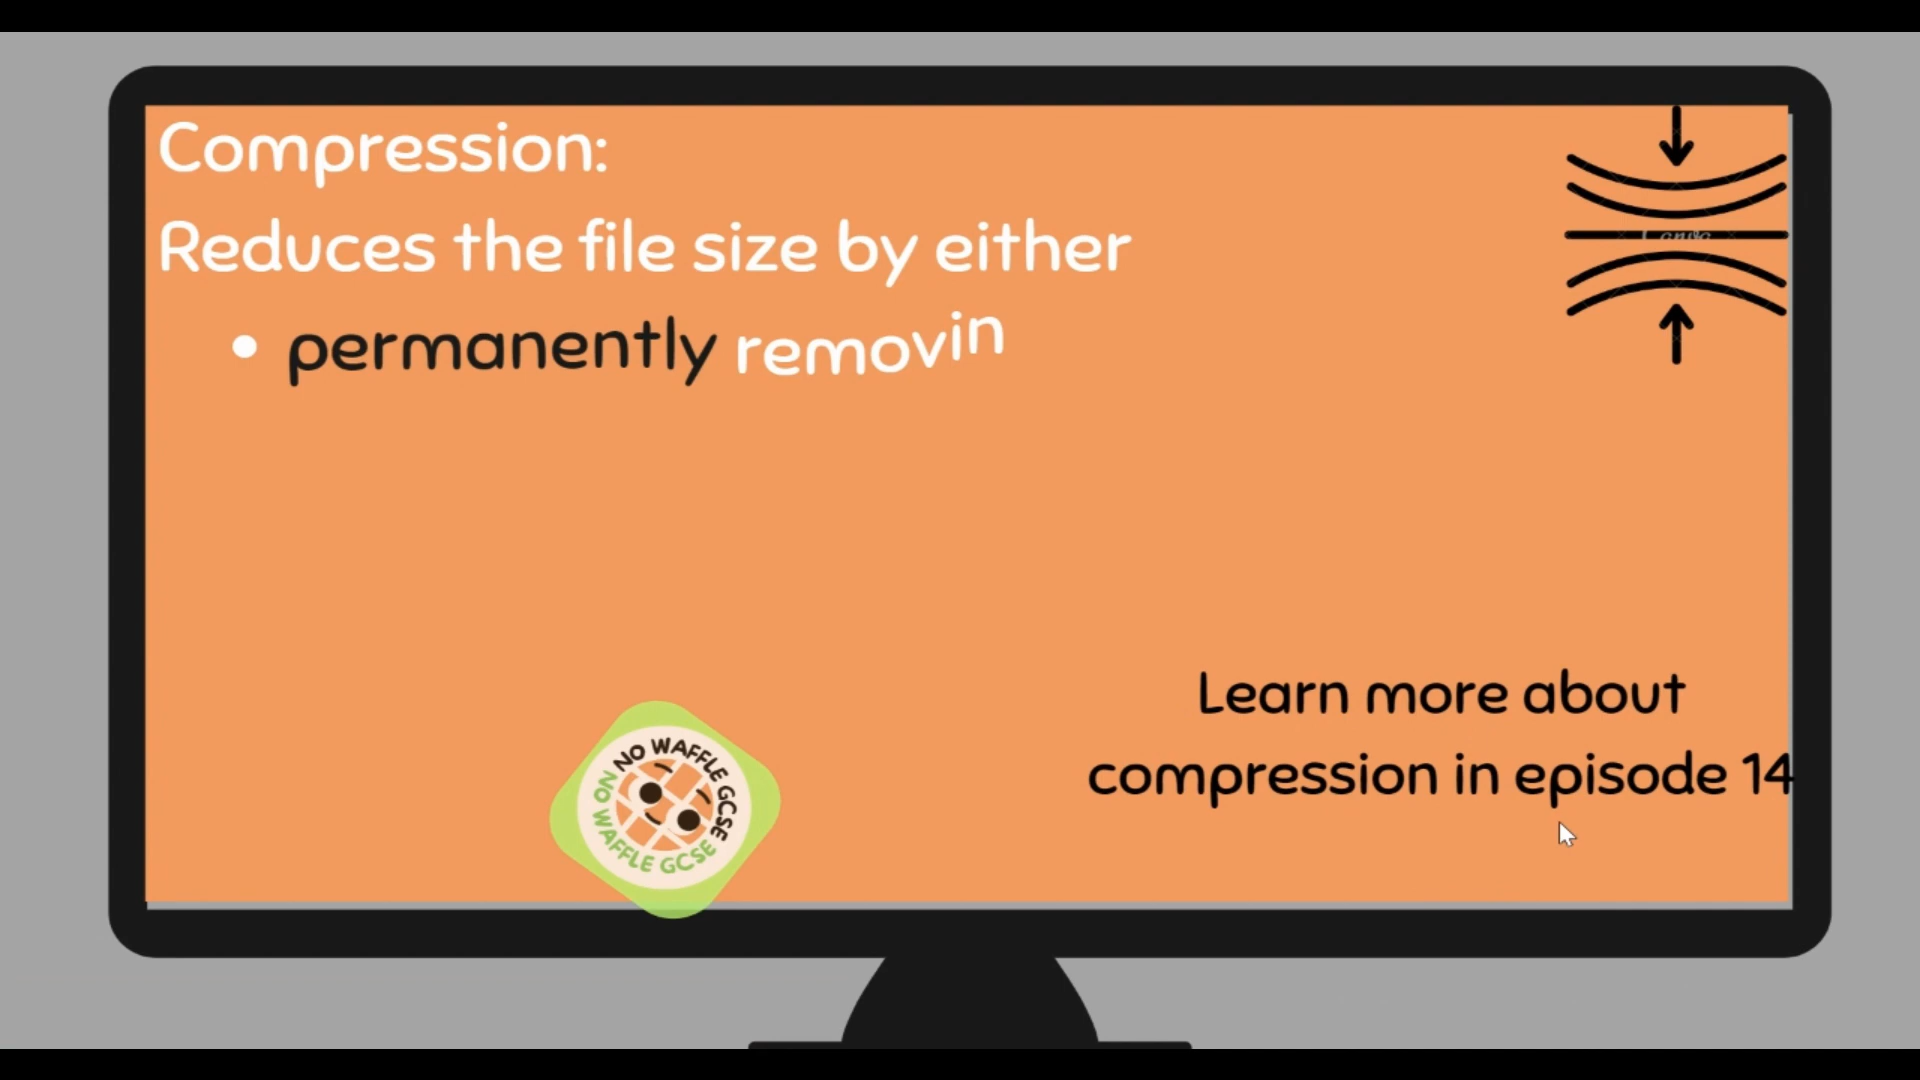 Compression:
Reduces the file size by either
• permanently removin
Canva
Learn more about
compression in episode 14
NO WAFFLE GCSE
NO WAFFLE GCSE